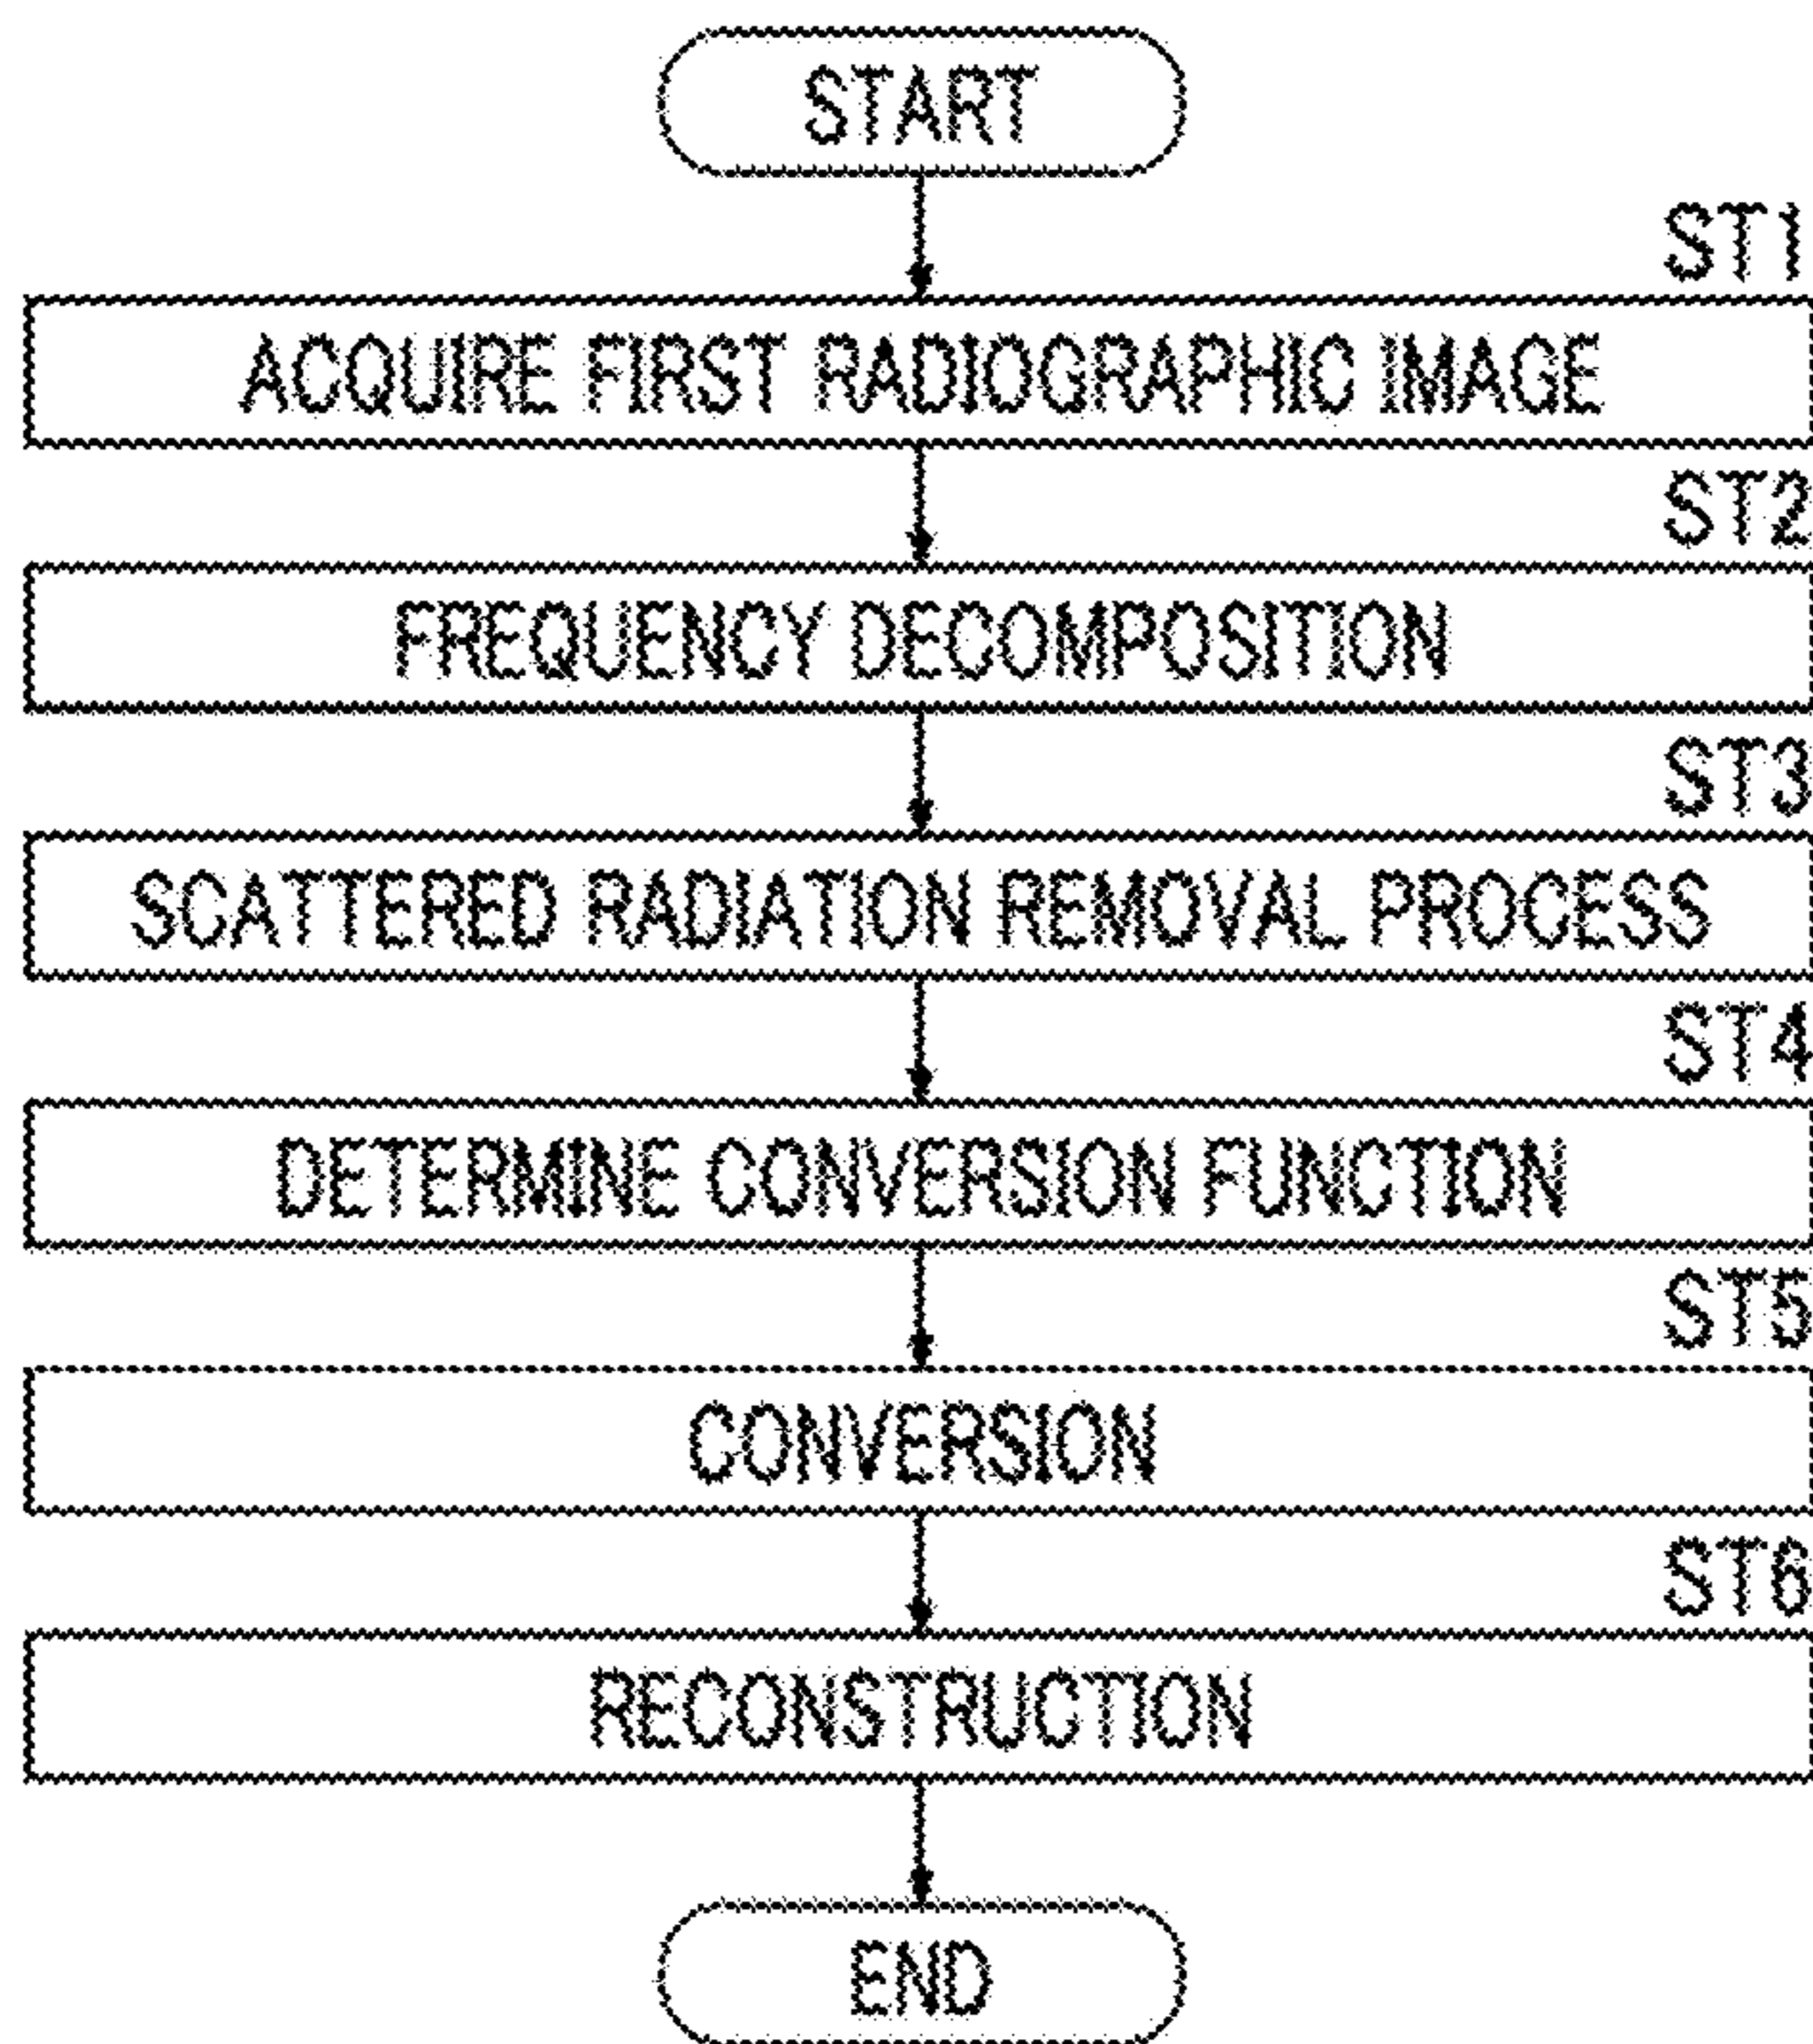 START
ST1
ACQUIRE FIRST RADIOGRAPHIC IMAGE
ST2
FREQUENCY DECOMPOSITION
ST3
SCATTERED RADIATION REMOVAL PROCESS
ST4
DETERMINE CONVERSION FUNCTION
ST5
CONVERSION
ST6
RECONSTRUCTION
END